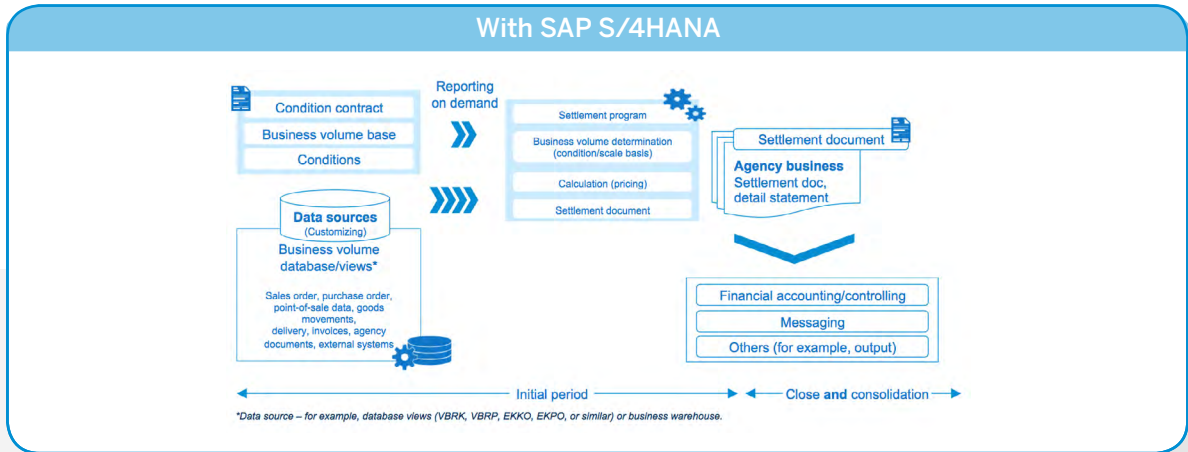 With SAP S/4HANA
Condition contract
Business volume base
Conditions
Reporting
on demand
Data sources
(Customizing)
Business volume
database/views*
Sales order, purchase order,
point-of-sale data, goods
movements,
delivery, invoices, agency
documents, external systems
Settlement program
Business volume determination
(condition/scale basis)
Calculation (pricing)
Settlement document
Settlement document
Agency business
Settlement doc,
detail statement
Financial accounting/controlling
Messaging
Others (for example, output)
Initial period
Close and consolidation
*Data source – for example, database views (VBRK, VBRP, EKKO, EKPO, or similar) or business warehouse.